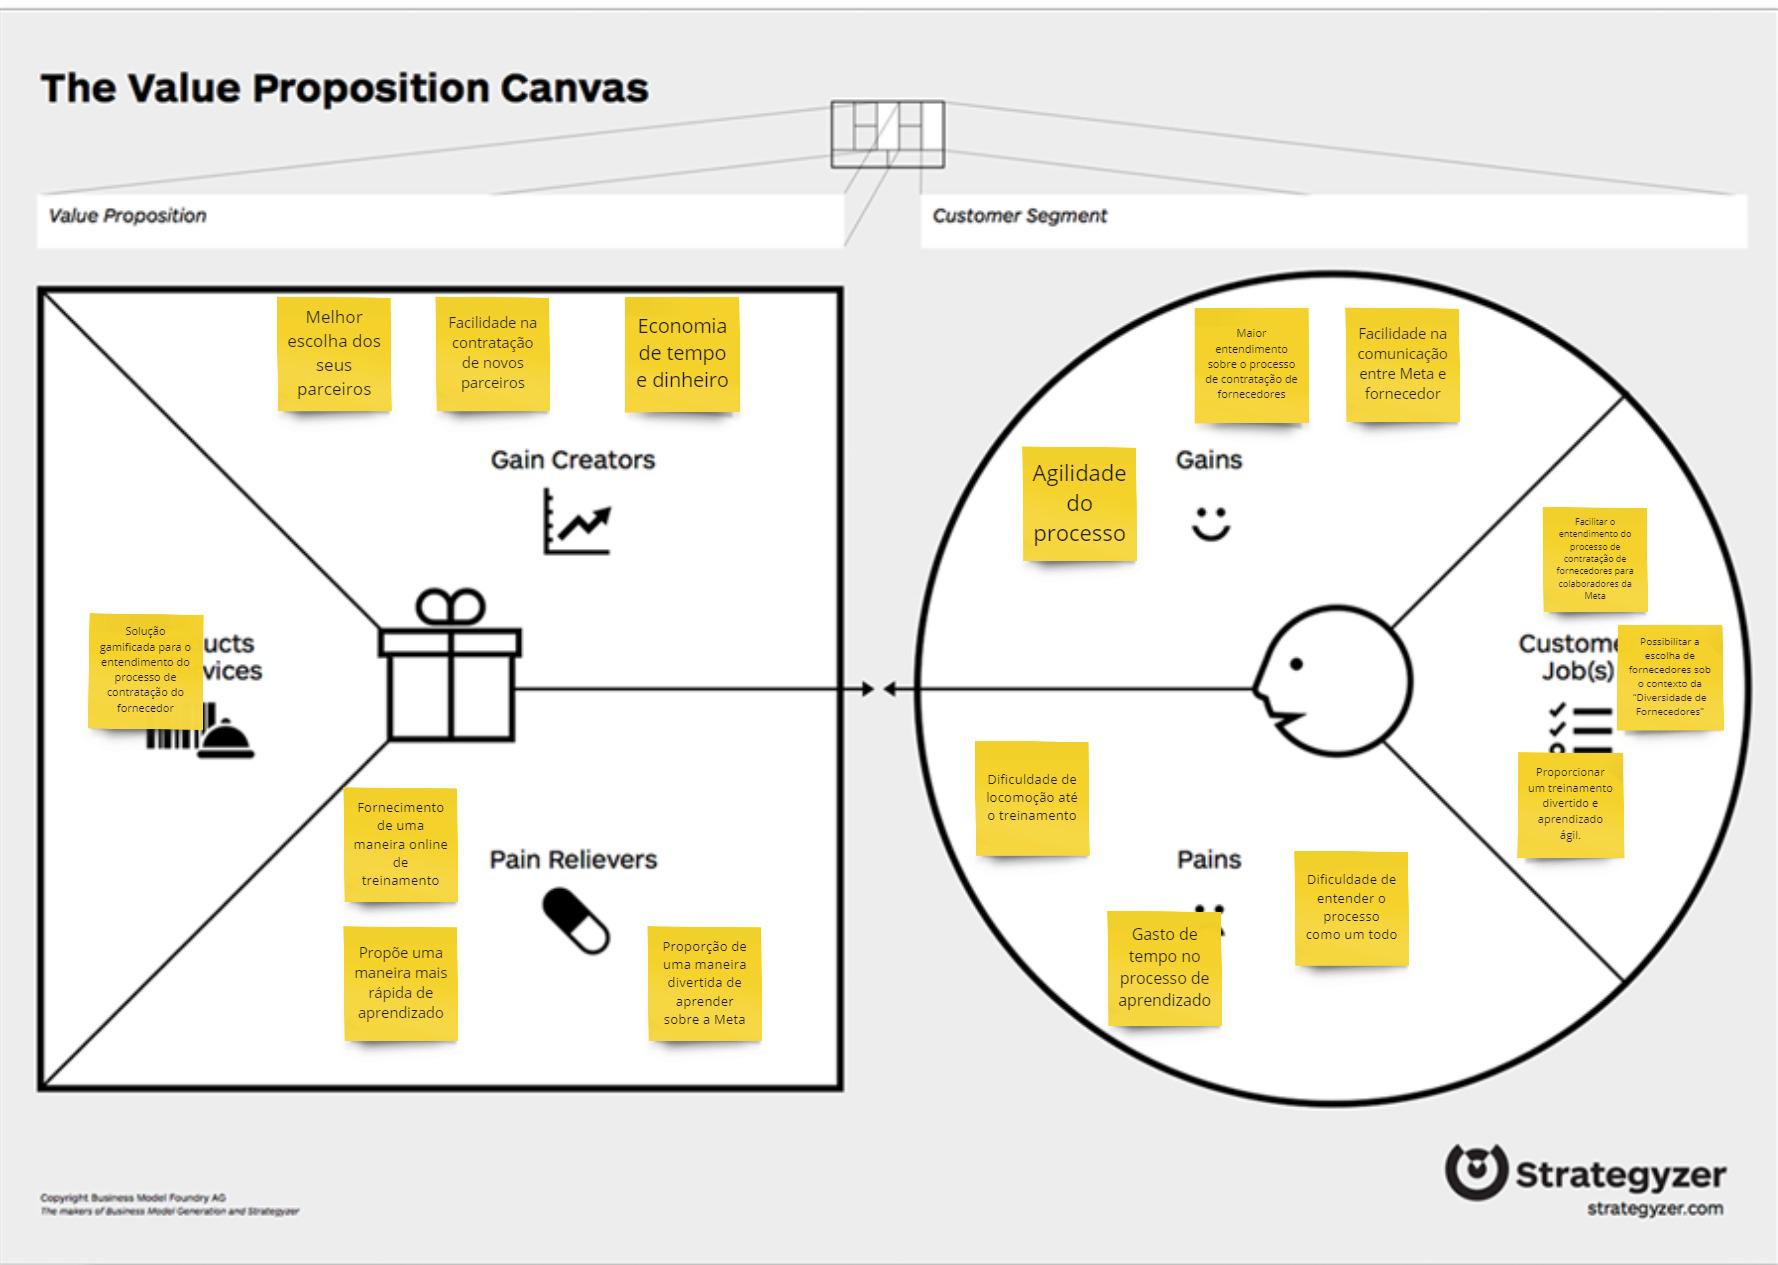 The Value Proposition Canvas
Value Proposition
Customer Segment
Melhor
escolha dos
seus
parceiros
Facilidade na
contratação
de novos
parceiros
Economia
de tempo
e dinheiro
Gain Creators
Solução
gamificada para o
entendimento do
processo de
contratação do
fornecedor
ucts
vices
Fornecimento
de uma
maneira online
de
treinamento
Pain Relievers
Propõe uma
maneira mais
rápida de
aprendizado
Proporção de
uma maneira
divertida de
aprender
sobre a Meta
Maior
entendimento
sobre o processo
de contratação de
fornecedores
Facilidade na
comunicação
entre Meta e
fornecedor
Agilidade
do
processo
Gains
Facilitar o
entendimento do
processo de
contratação de
fornecedores para
colaboradores da
Meta
Custome
Job(s)
Possibilitar a
escolha de
fornecedores sob
o contexto da
"Diversidade de
Fornecedores"
Proporcionar
um treinamento
divertido e
aprendizado
ágil.
Dificuldade de
locomoção até
o treinamento
Pains
Dificuldade de
entender o
processo
como um todo
Gasto de
tempo no
processo de
aprendizado
Copyright Business Model Foundry AG
The makers of Business Model Generation and Strategyzer
Strategyzer
strategyzer.com